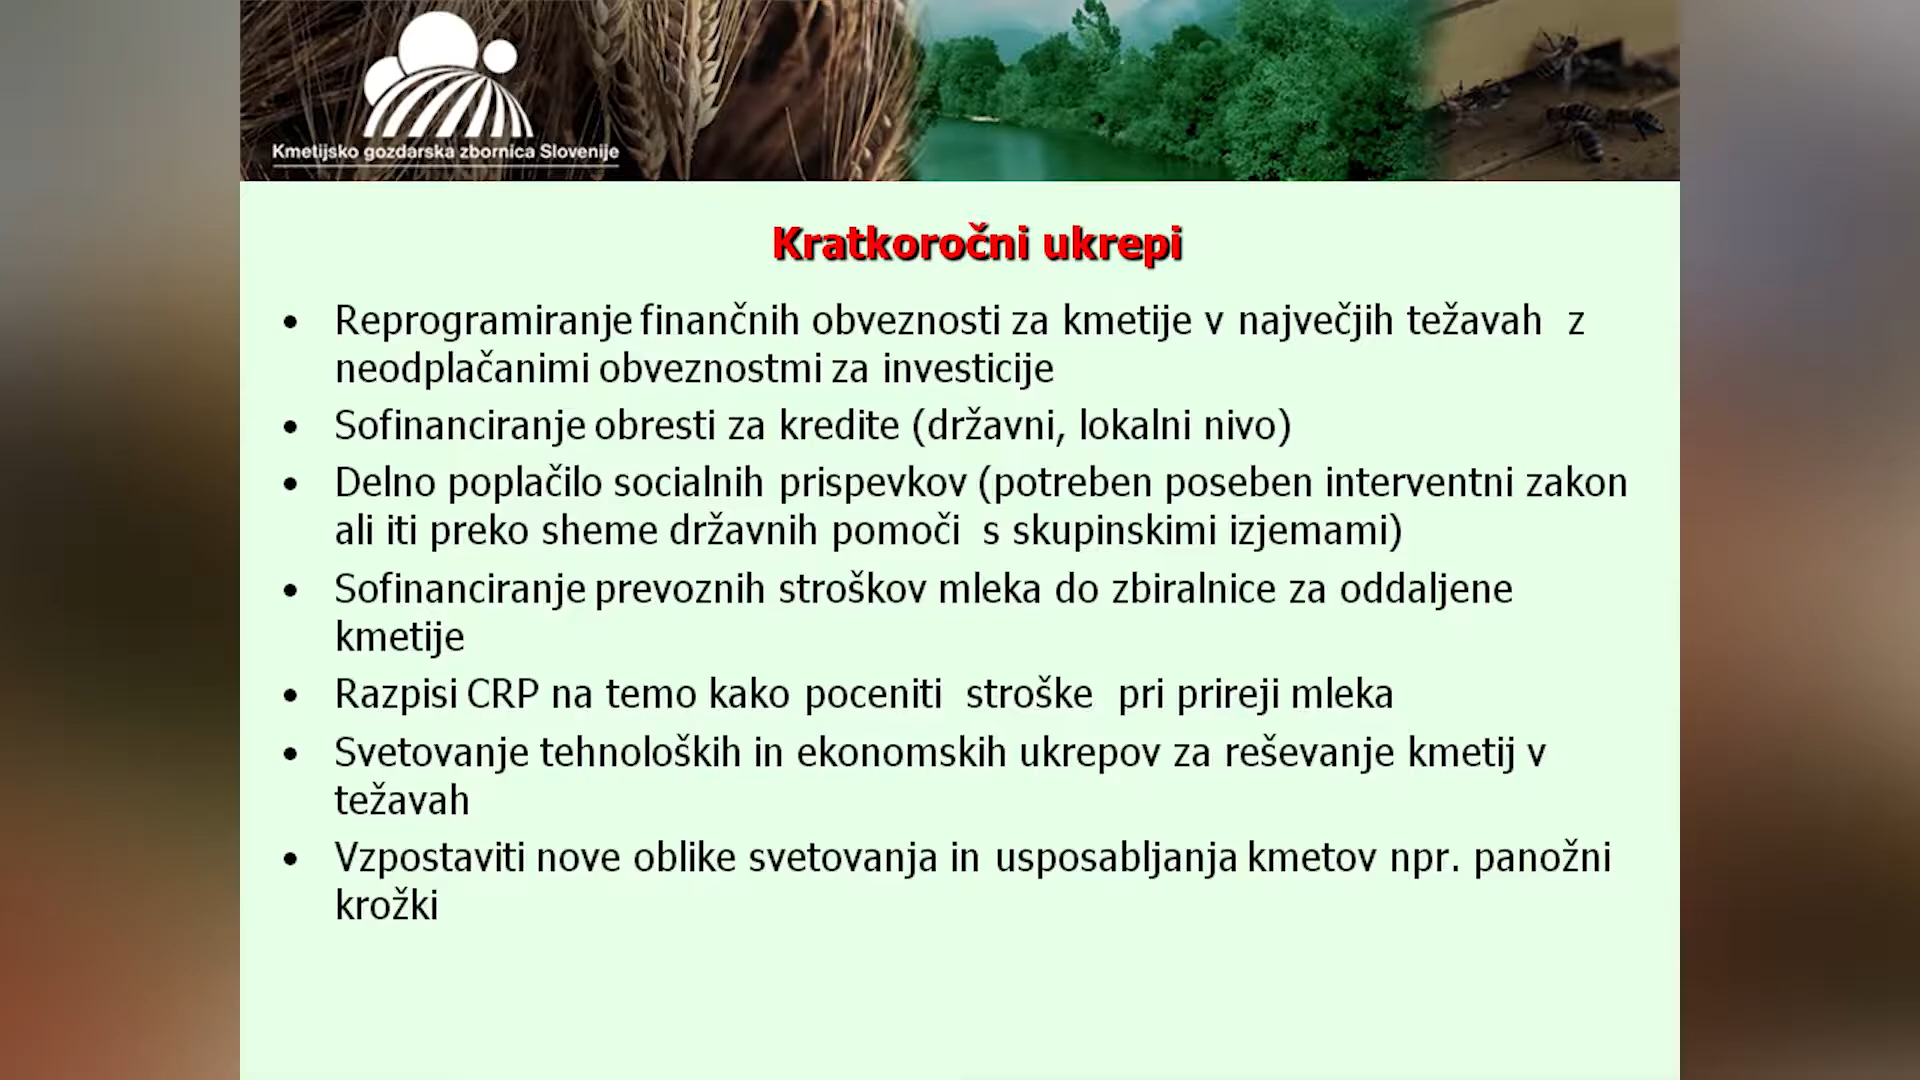 Kmetijsko gozdarska zbornica Slovenije
Kratkoročni ukrepi
• Reprogramiranje finančnih obveznosti za kmetije v največjih težavah z
neodplačanimi obveznostmi za investicije
• Sofinanciranje obresti za kredite (državni, lokalni nivo)
• Delno poplačilo socialnih prispevkov (potreben poseben interventni zakon
ali iti preko sheme državnih pomoči s skupinskimi izjemami)
• Sofinanciranje prevoznih stroškov mleka do zbiralnice za oddaljene
kmetije
• Razpisi CRP na temo kako poceniti stroške pri prireji mleka
• Svetovanje tehnoloških in ekonomskih ukrepov za reševanje kmetij v
težavah
• Vzpostaviti nove oblike svetovanja in usposabljanja kmetov npr. panožni
krožki